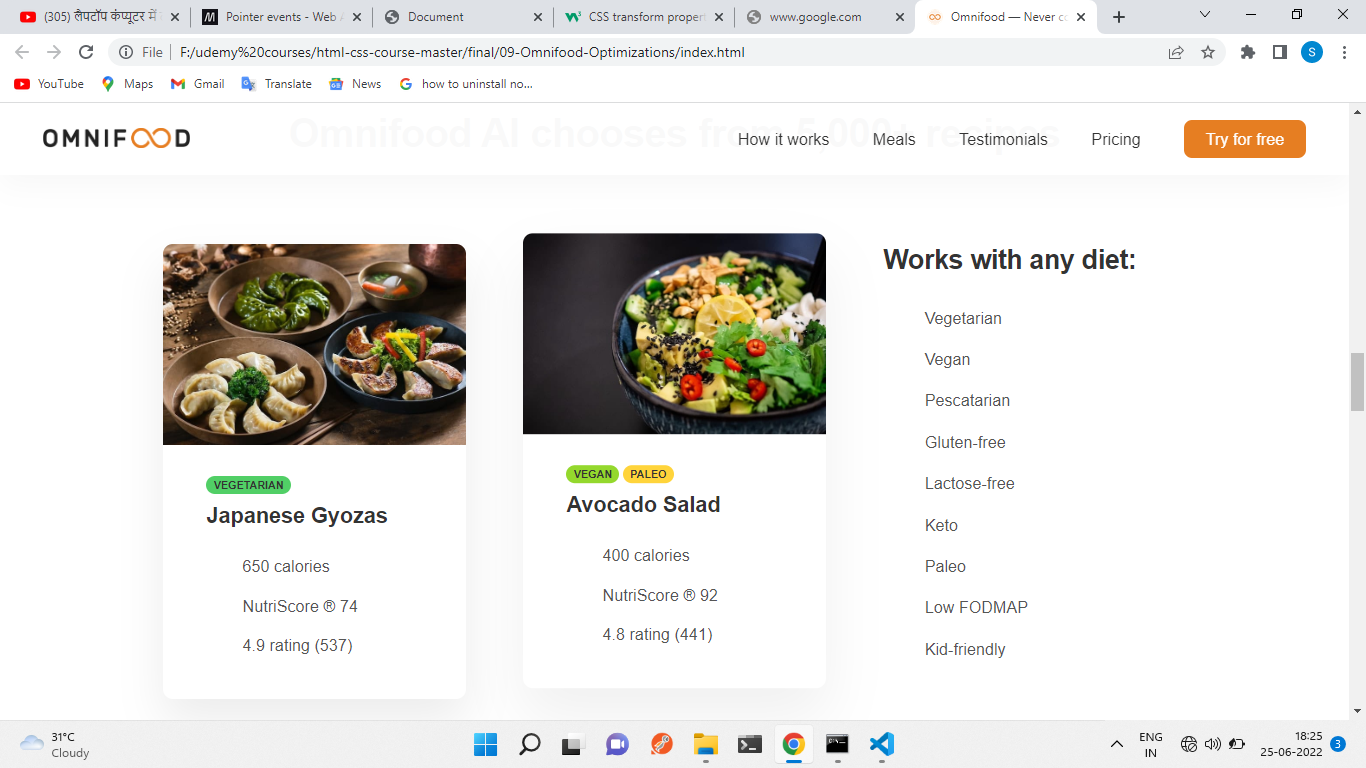 (305) लैपटॉप कंप्यूटर में
Pointer events - Web
Document
CSS transform proper
www.google.com
Omnifood — Never c
File
F:/udemy%20courses/html-css-course-master/final/09-Omnifood-Optimizations/index.html
S
YouTube
Maps
Gmail
Translate
News
how to uninstall no...
OMNIFOOD
Omnifood AI chooses from 5,000+ recipes
How it works
Meals
Testimonials
Pricing
Try for free
VEGETARIAN
Japanese Gyozas
650 calories
NutriScore ® 74
4.9 rating (537)
VEGAN PALEO
Avocado Salad
400 calories
NutriScore ® 92
4.8 rating (441)
Works with any diet:
Vegetarian
Vegan
Pescatarian
Gluten-free
Lactose-free
Keto
Paleo
Low FODMAP
Kid-friendly
31°C
Cloudy
ENG
IN
18:25
25-06-2022
3